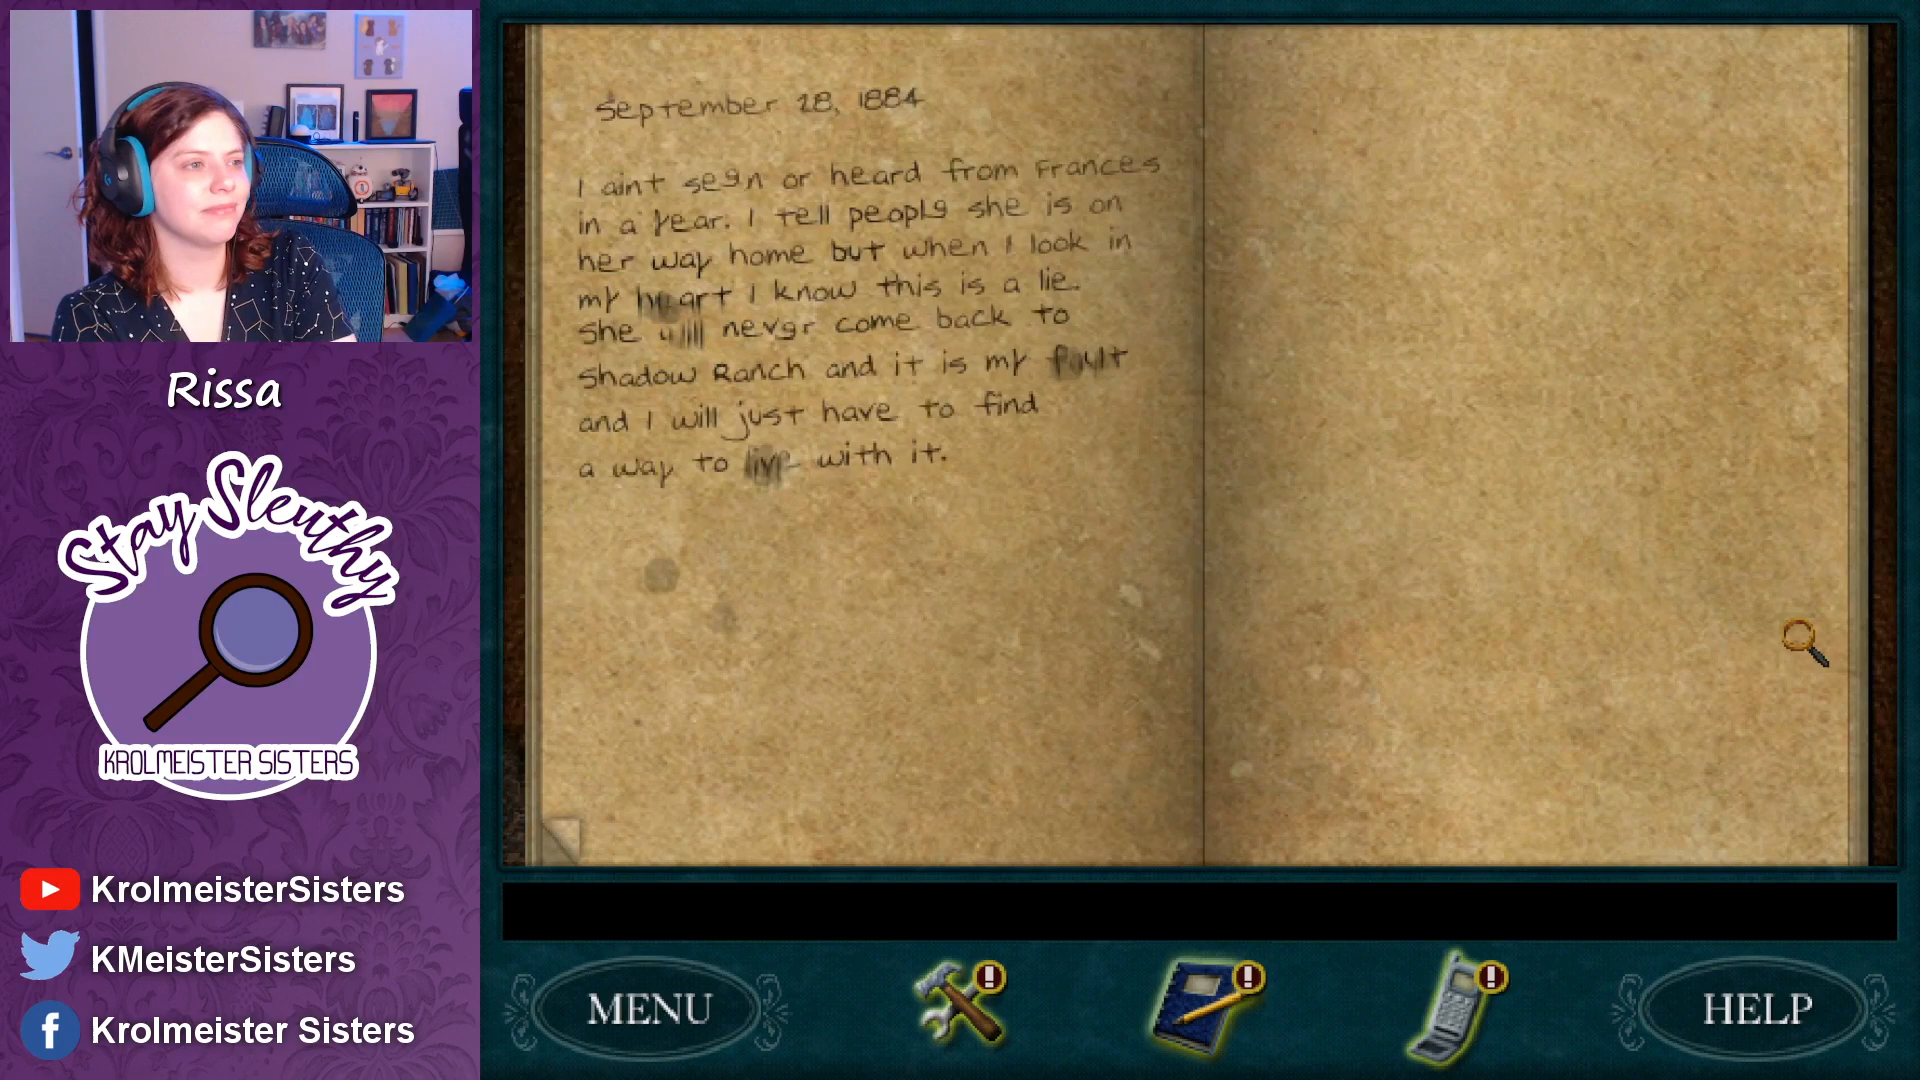 September 28, 1884
I aint seen or heard from Frances
in a year. I tell people she is on
her way home but when I look in
my heart I know this is a lie.
She will never come back to
Shadow Ranch and it is my fault
and I will just have to find
a way to live with it.
Rissa
Stay Sleuthy
KROLMEISTER SISTERS
KrolmeisterSisters
KMeisterSisters
Krolmeister Sisters
MENU
HELP